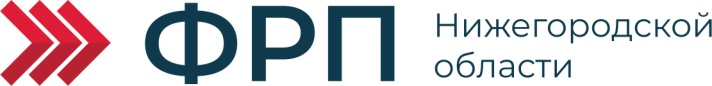 ФРП
Нижегородской
области